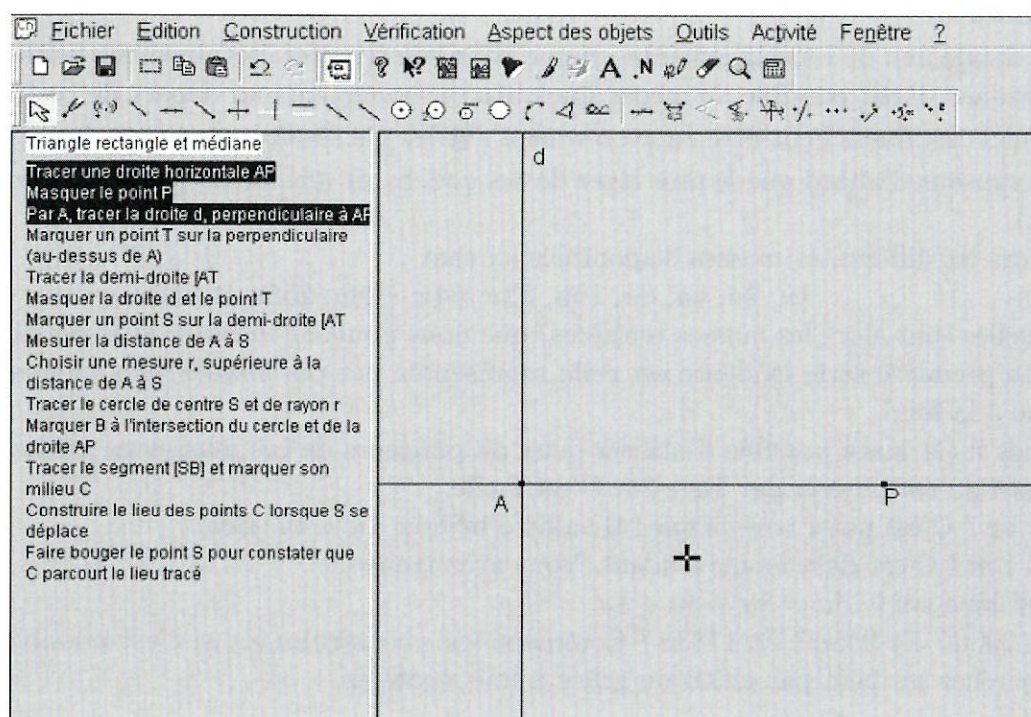 Fichier Edition Construction Vérification Aspect des objets Outils Activité Fenêtre ?
A .N
Triangle rectangle et médiane
Tracer une droite horizontale AP
Masquer le point P
Par A, tracer la droite d, perpendiculaire à AP
Marquer un point T sur la perpendiculaire
(au-dessus de A)
Tracer la demi-droite [AT
Masquer la droite d et le point T
Marquer un point S sur la demi-droite [AT
Mesurer la distance de A à S
Choisir une mesure r, supérieure à la
distance de A à S
Tracer le cercle de centre S et de rayon r
Marquer B à l'intersection du cercle et de la
droite AP
Tracer le segment [SB] et marquer son
milieu C
Construire le lieu des points C lorsque S se
déplace
Faire bouger le point S pour constater que
C parcourt le lieu tracé
d
A
P